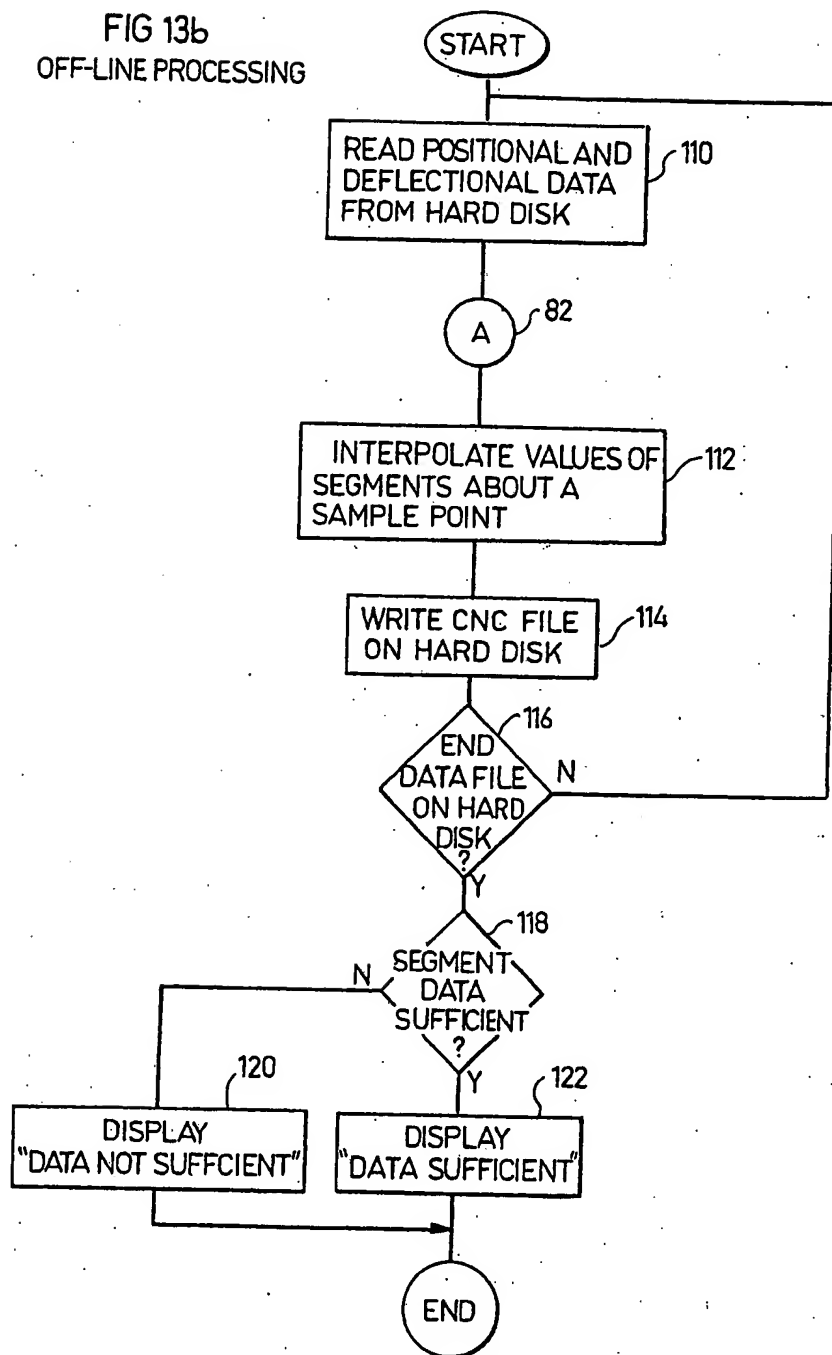 FIG 13b
OFF-LINE PROCESSING
START
READ POSITIONAL AND
DEFLECTIONAL DATA
FROM HARD DISK
110
A
82
INTERPOLATE VALUES OF
SEGMENTS ABOUT A
SAMPLE POINT
112
WRITE CNC FILE
ON HARD DISK
114
116
END
DATA FILE
ON HARD
DISK
?
N
Y
118
SEGMENT
DATA
SUFFICIENT
?
N
Y
120
DISPLAY
"DATA NOT SUFFCIENT"
122
DISPLAY
"DATA SUFFICIENT"
END